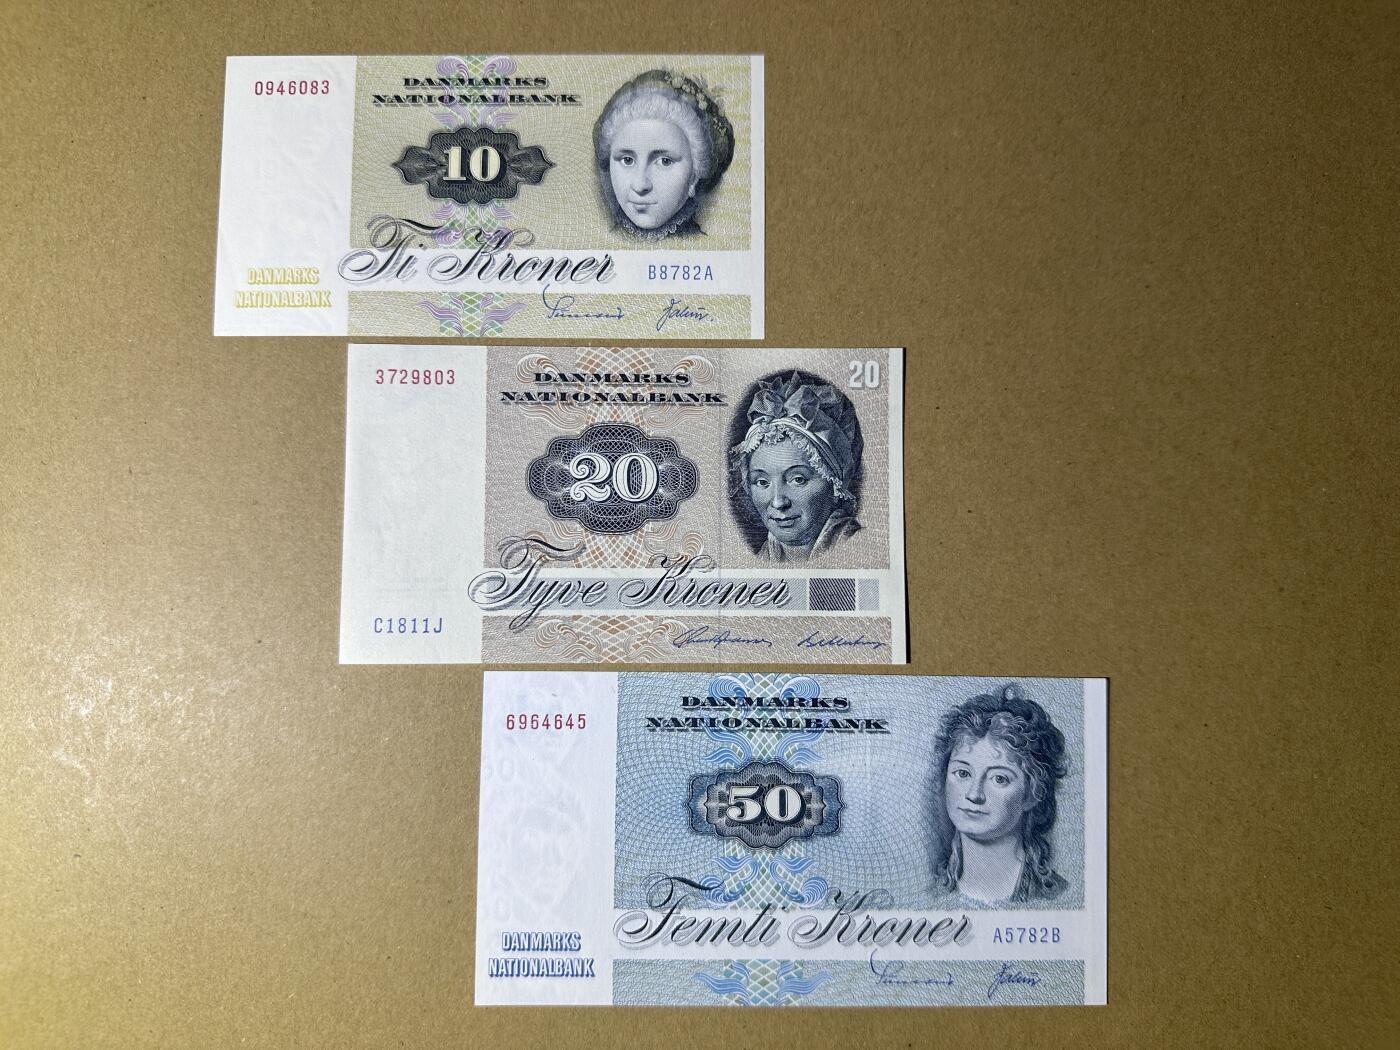 0946083
DANMARKS
NATIONALBANK
10
Ti Kroner
B8782A
DANMARKS
NATIONALBANK
3729803
DANMARKS
NATIONALBANK
20
20
Tyve Kroner
C1811J
6964645
DANMARKS
NATIONALBANK
50
Femti Kroner
A5782B
DANMARKS
NATIONALBANK